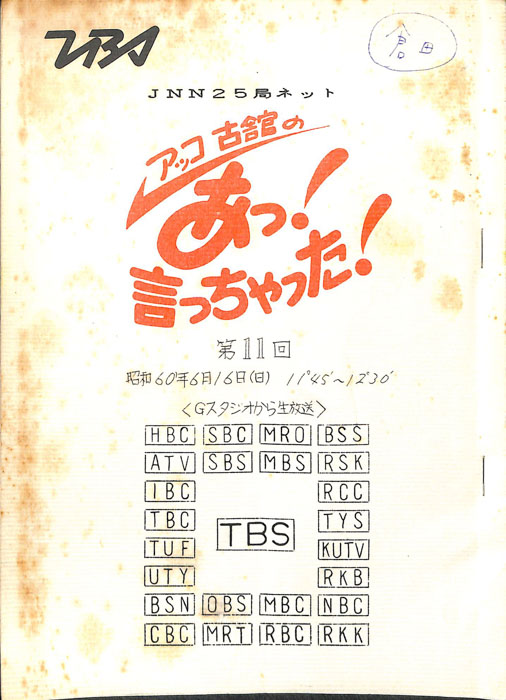 TBS
倉田
JNN25局ネット
アッコ 古舘の
あっ!
言っちゃった!
第11回
昭和60年6月16日(日) 11°45′〜12°30′
〈Gスタジオから生放送〉
HBC SBC MRO BSS
ATV SBS MBS RSK
IBC RCC
TBC TYS
TBS
TUF KUTV
UTY RKB
BSN OBS MBC NBC
CBC MRT RBC RKK